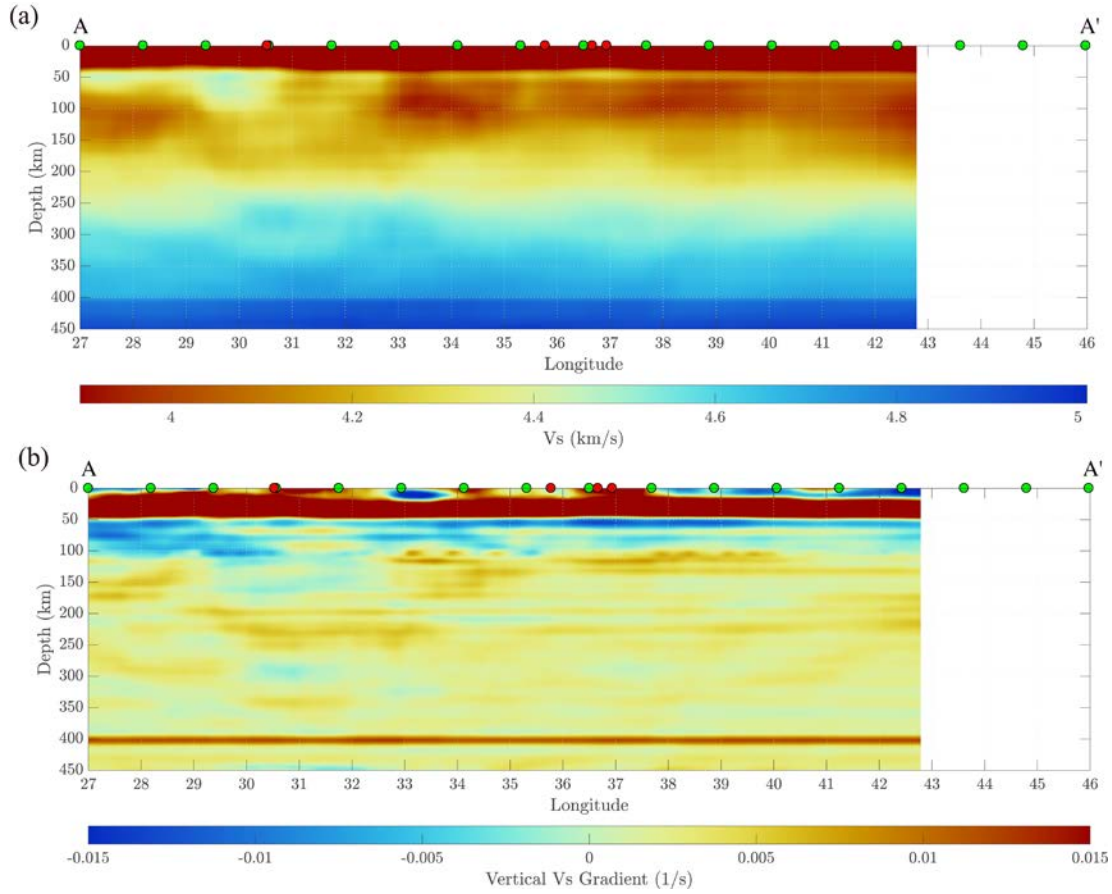 (a)
A A'
0
50
100
150
200
250
300
350
400
450
Depth (km)
27 28 29 30 31 32 33 34 35 36 37 38 39 40 41 42 43 44 45 46
Longitude
4 4.2 4.4 4.6 4.8 5
Vs (km/s)
(b)
A A'
0
50
100
150
200
250
300
350
400
450
Depth (km)
27 28 29 30 31 32 33 34 35 36 37 38 39 40 41 42 43 44 45 46
Longitude
-0.015 -0.01 -0.005 0 0.005 0.01 0.015
Vertical Vs Gradient (1/s)